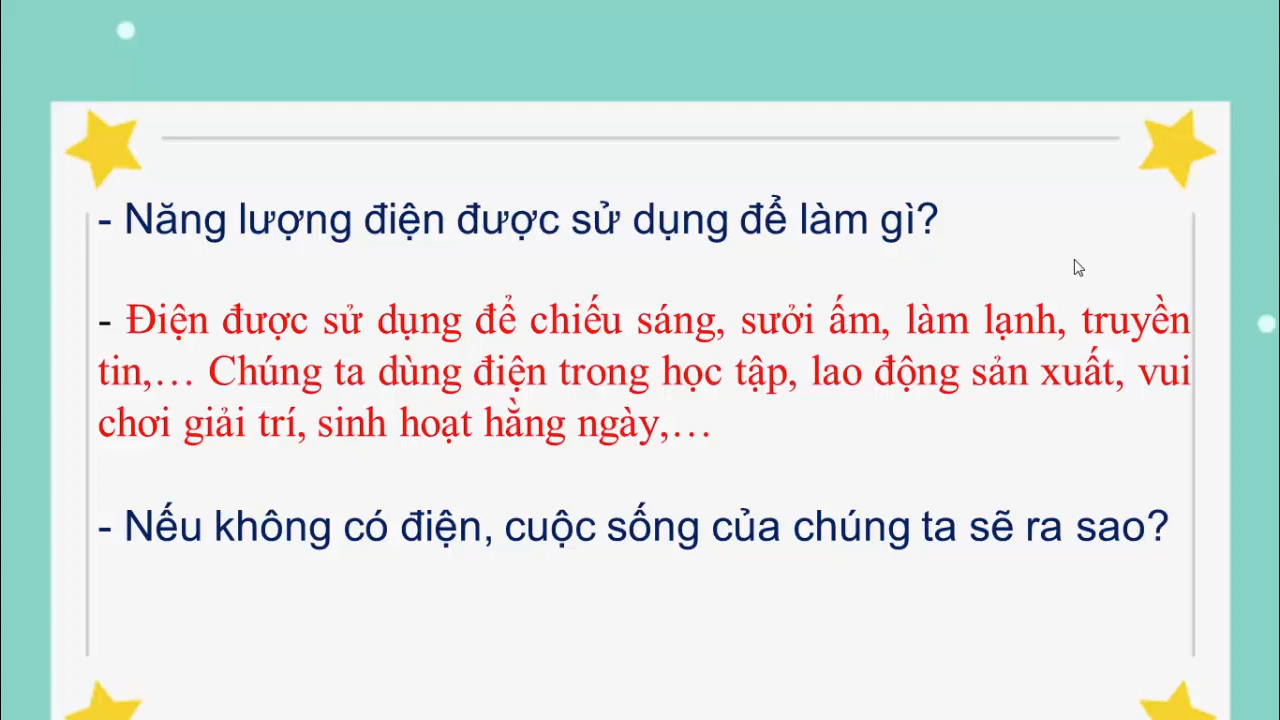 - Năng lượng điện được sử dụng để làm gì?
- Điện được sử dụng để chiếu sáng, sưởi ấm, làm lạnh, truyền
tin,… Chúng ta dùng điện trong học tập, lao động sản xuất, vui
chơi giải trí, sinh hoạt hằng ngày,…
- Nếu không có điện, cuộc sống của chúng ta sẽ ra sao?